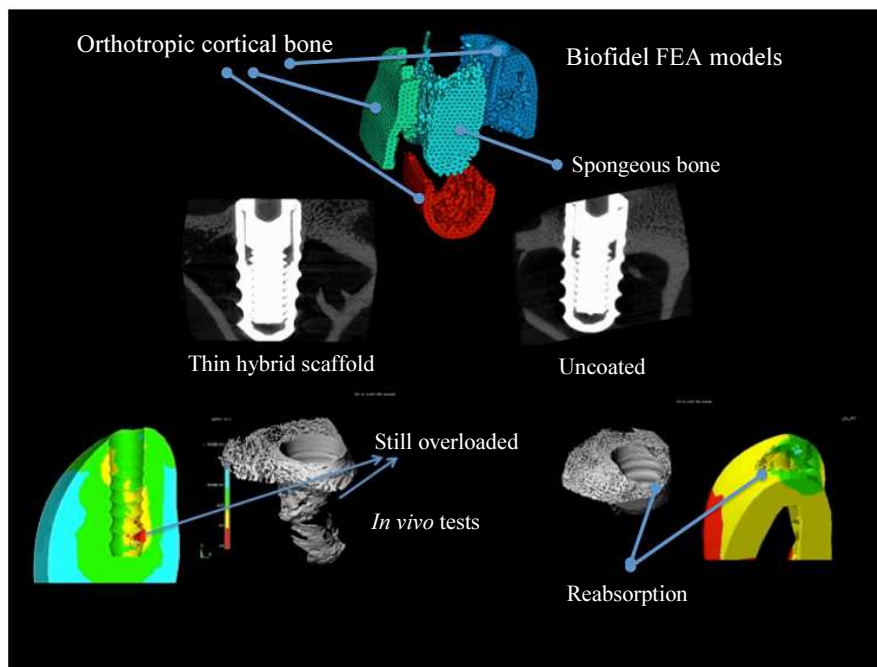 Orthotropic cortical bone
Biofidel FEA models
Spongeous bone
Thin hybrid scaffold
Uncoated
Still overloaded
In vivo tests
Reabsorption